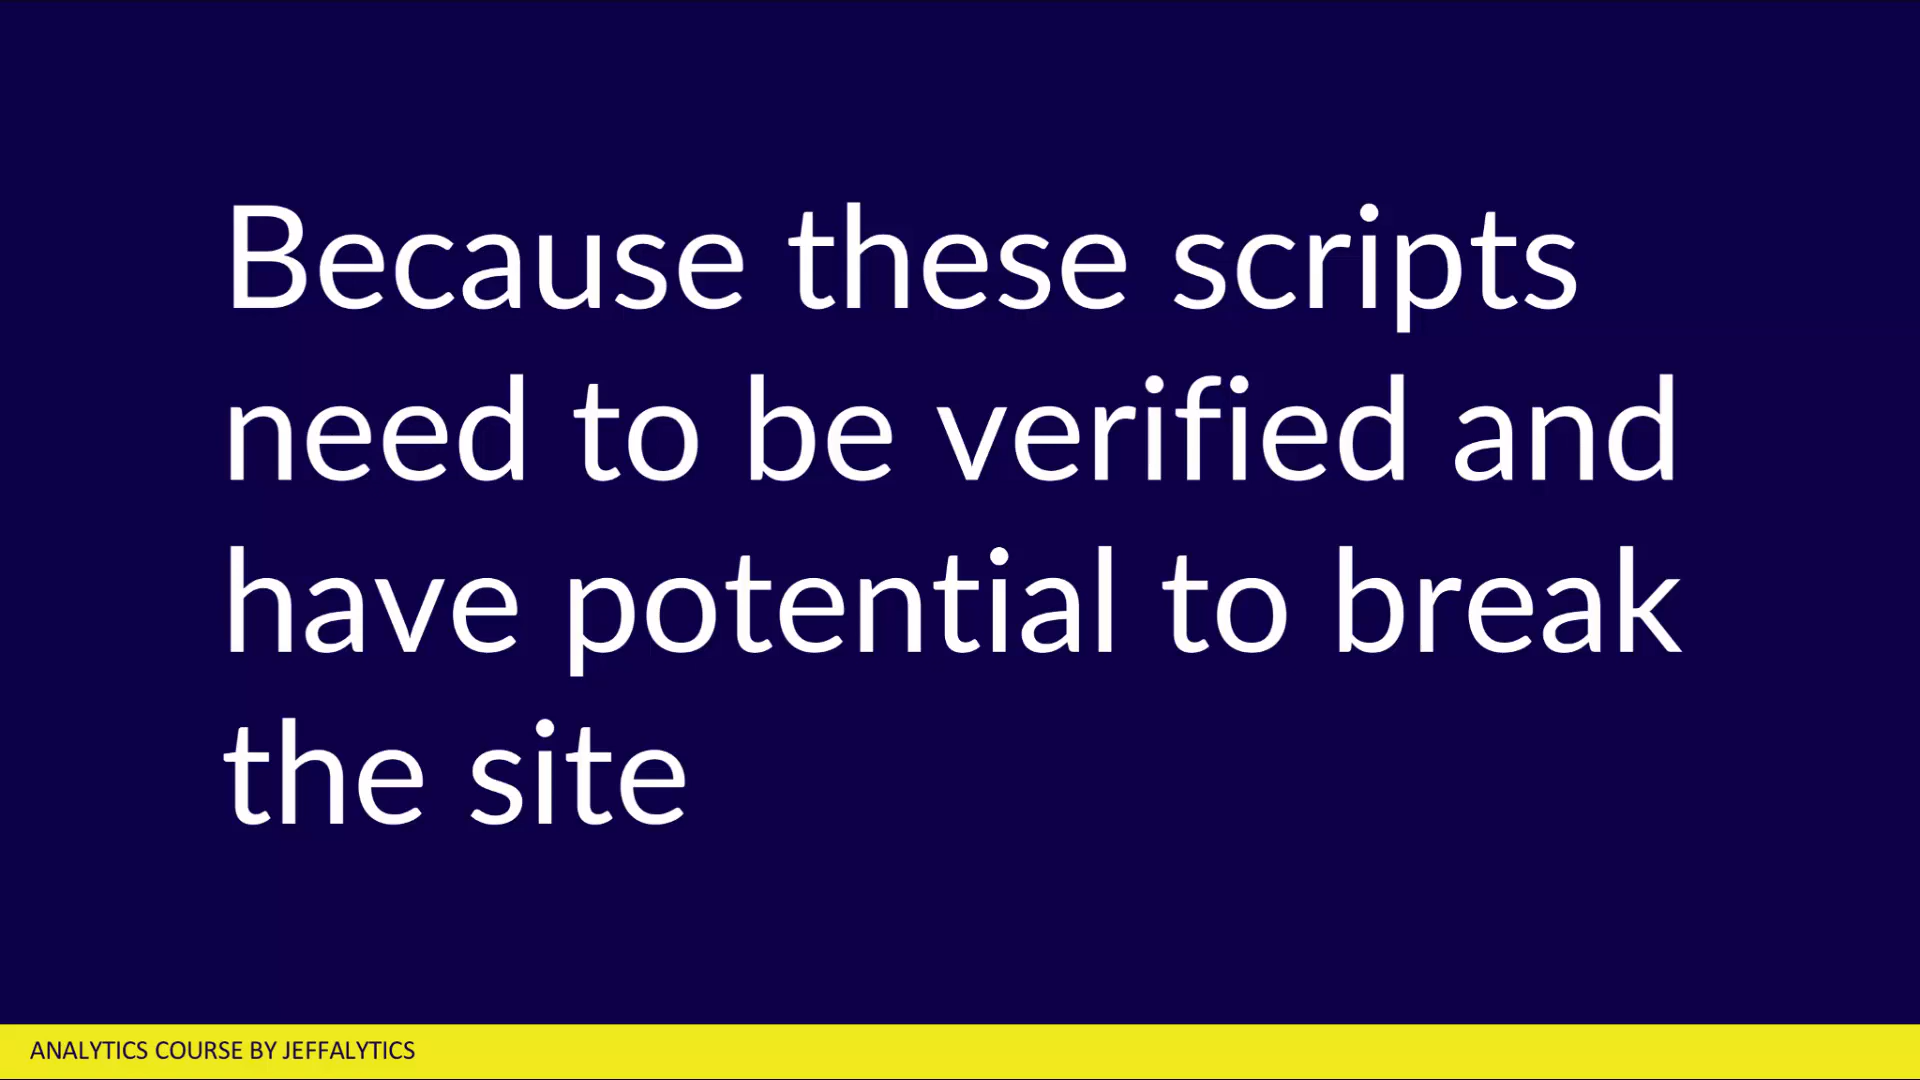 Because these scripts
need to be verified and
have potential to break
the site
ANALYTICS COURSE BY JEFFALYTICS